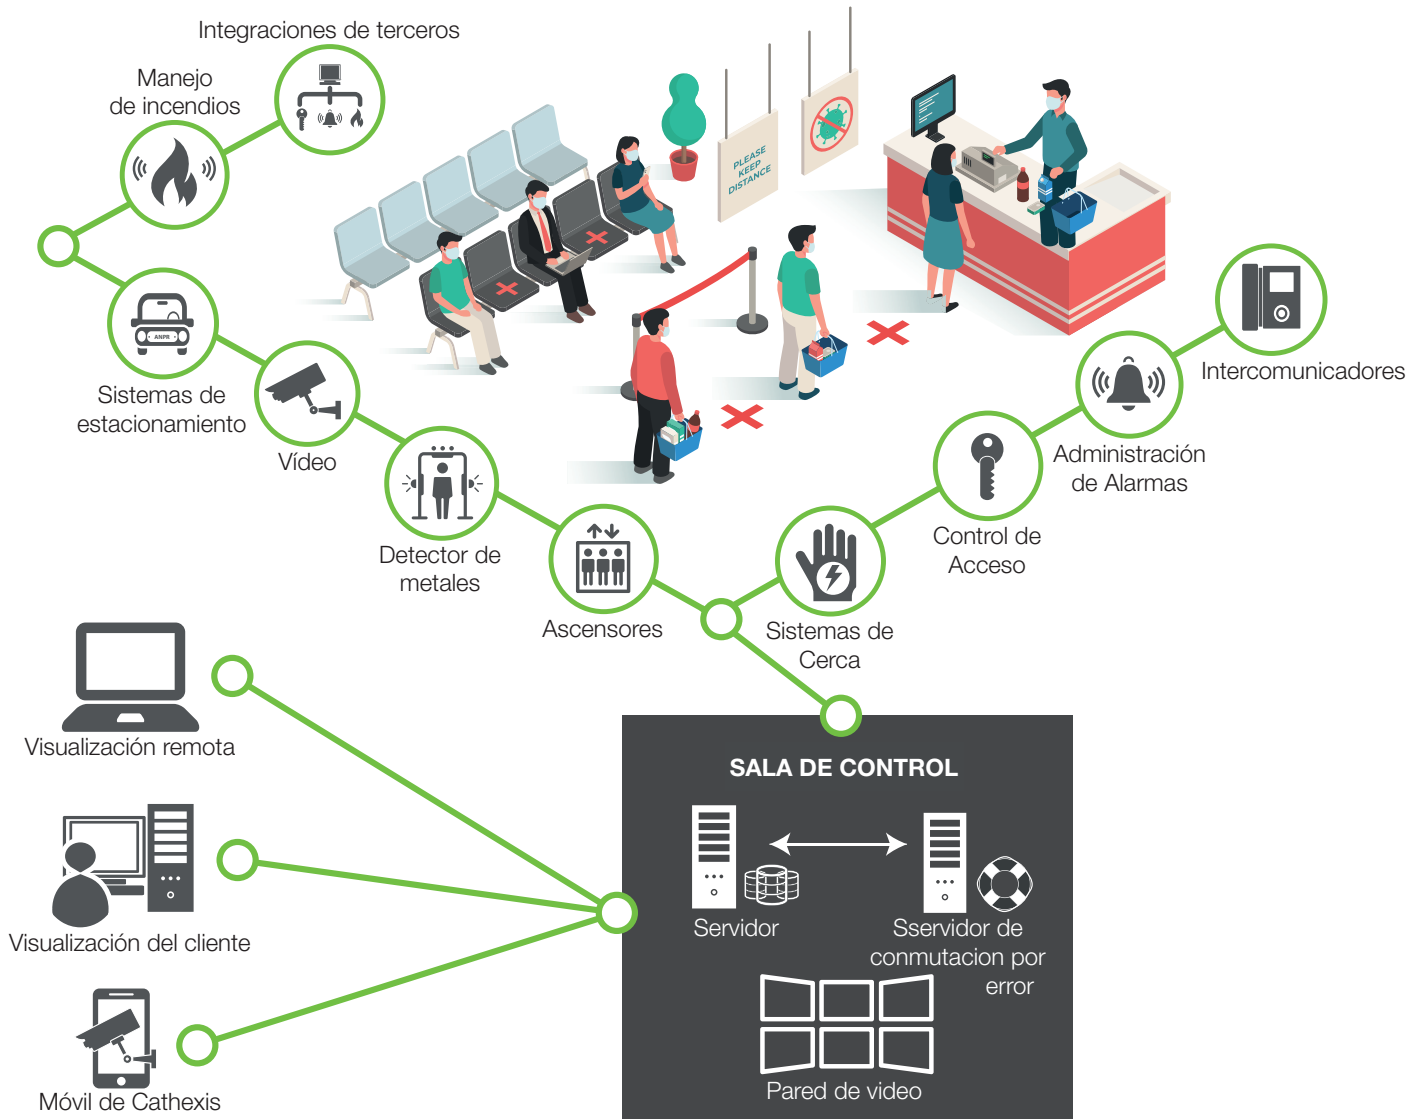 Integraciones de terceros
Manejo
de incendios
PLEASE
KEEP
DISTANCE
ANPR
Sistemas de
estacionamiento
Vídeo
Detector de
metales
Ascensores
Sistemas de
Cerca
Control de
Acceso
Administración
de Alarmas
Intercomunicadores
Visualización remota
Visualización del cliente
Móvil de Cathexis
SALA DE CONTROL
Servidor
Sservidor de
conmutacion por
error
Pared de video